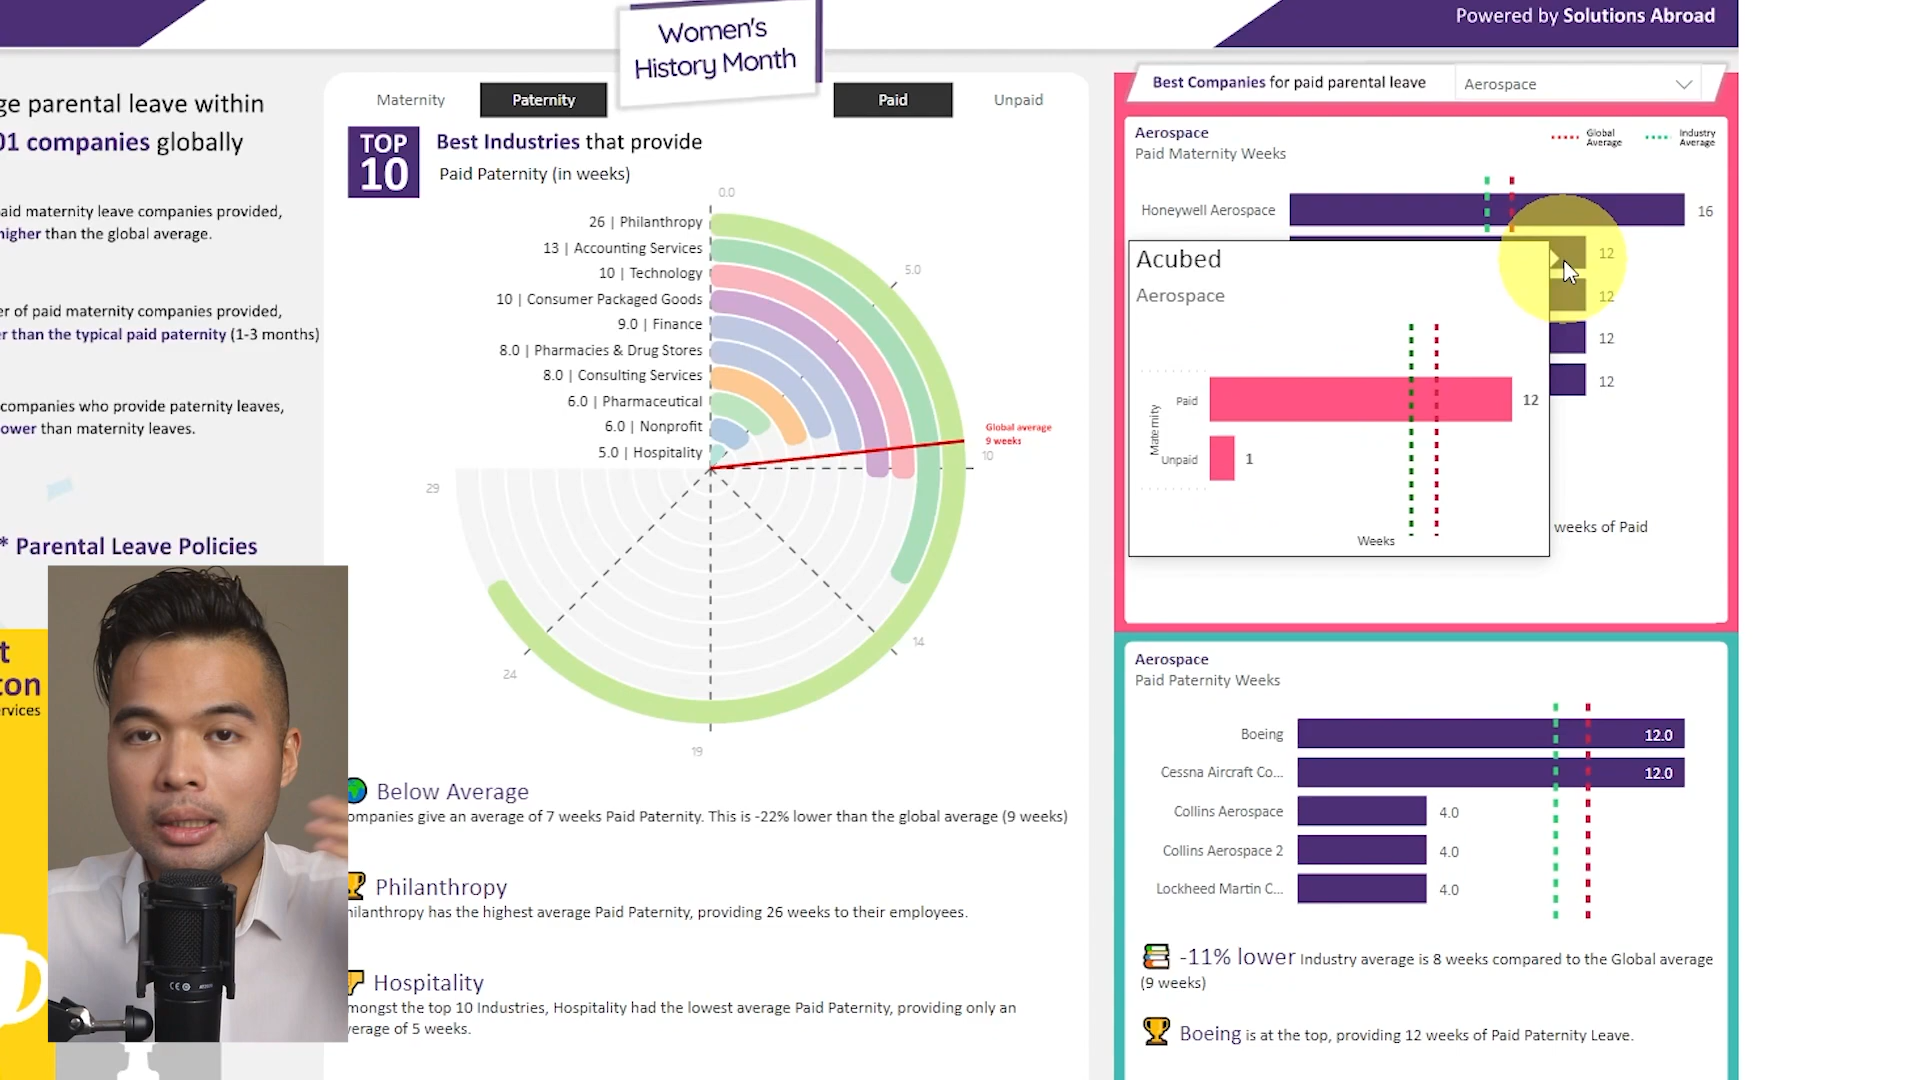 Women's
History Month
Powered by Solutions Abroad
ge parental leave within
01 companies globally
aid maternity leave companies provided,
higher than the global average.
er of paid maternity companies provided,
er than the typical paid paternity (1-3 months)
companies who provide paternity leaves,
ower than maternity leaves.
* Parental Leave Policies
t
ton
rvices
Maternity
Paternity
Paid
Unpaid
TOP
10
Best Industries that provide
Paid Paternity (in weeks)
0.0
26 | Philanthropy
13 | Accounting Services
10 | Technology
10 | Consumer Packaged Goods
9.0 | Finance
8.0 | Pharmacies & Drug Stores
8.0 | Consulting Services
6.0 | Pharmaceutical
6.0 | Nonprofit
5.0 | Hospitality
5.0
Global average
9 weeks
10
14
19
24
29
Below Average
ompanies give an average of 7 weeks Paid Paternity. This is -22% lower than the global average (9 weeks)
Philanthropy
hilanthropy has the highest average Paid Paternity, providing 26 weeks to their employees.
Hospitality
mongst the top 10 Industries, Hospitality had the lowest average Paid Paternity, providing only an
verage of 5 weeks.
Best Companies for paid parental leave
Aerospace
Aerospace
Paid Maternity Weeks
Global
Average
Industry
Average
Honeywell Aerospace
16
12
12
12
12
Acubed
Aerospace
Maternity
Paid
12
Unpaid
1
Weeks
weeks of Paid
Aerospace
Paid Paternity Weeks
Boeing
12.0
Cessna Aircraft Co...
12.0
Collins Aerospace
4.0
Collins Aerospace 2
4.0
Lockheed Martin C...
4.0
-11% lower Industry average is 8 weeks compared to the Global average
(9 weeks)
Boeing is at the top, providing 12 weeks of Paid Paternity Leave.